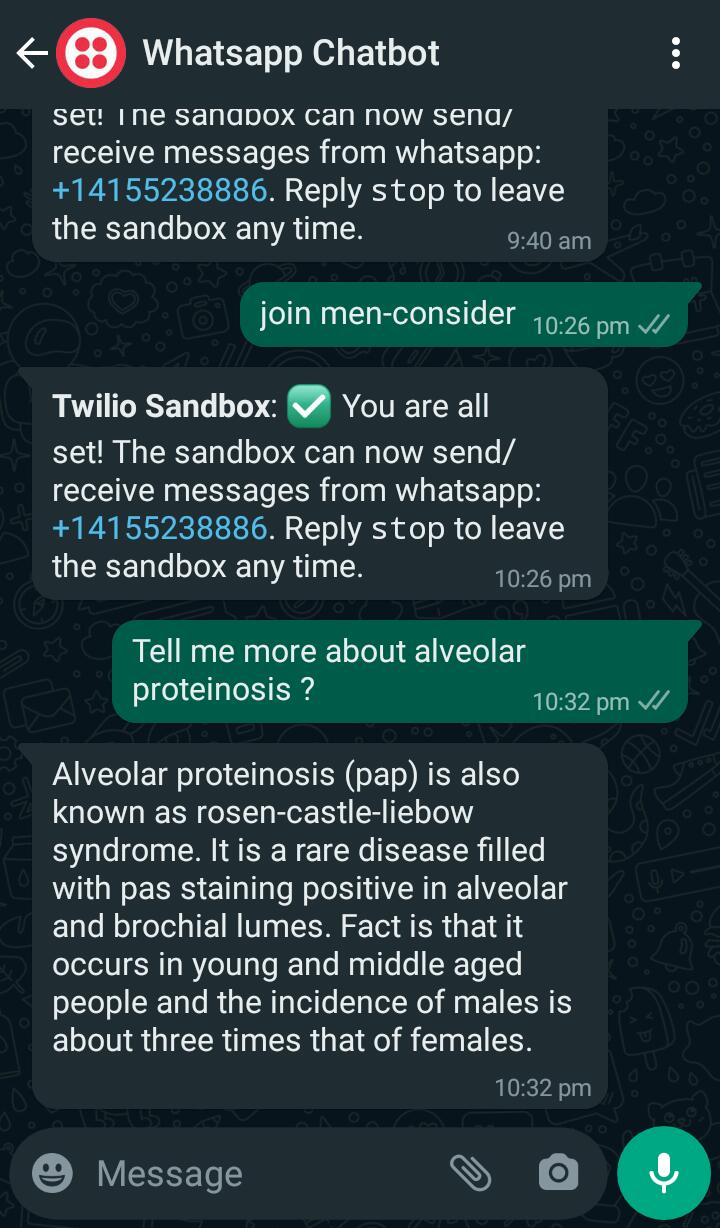 Whatsapp Chatbot
set! The sandbox can now send/
receive messages from whatsapp:
+14155238886. Reply stop to leave
the sandbox any time.
9:40 am
join men-consider
10:26 pm
Twilio Sandbox: ✅ You are all
set! The sandbox can now send/
receive messages from whatsapp:
+14155238886. Reply stop to leave
the sandbox any time.
10:26 pm
Tell me more about alveolar
proteinosis ?
10:32 pm
Alveolar proteinosis (pap) is also
known as rosen-castle-liebow
syndrome. It is a rare disease filled
with pas staining positive in alveolar
and brochial lumes. Fact is that it
occurs in young and middle aged
people and the incidence of males is
about three times that of females.
10:32 pm
Message